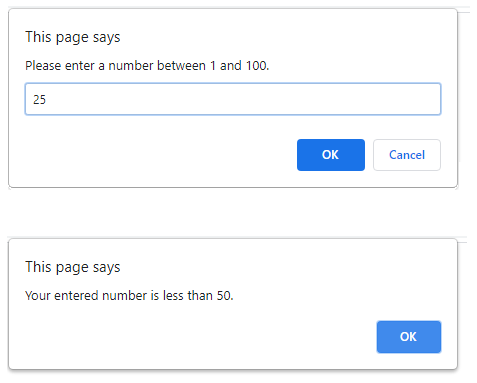 This page says
Please enter a number between 1 and 100.
25
OK Cancel
This page says
Your entered number is less than 50.
OK